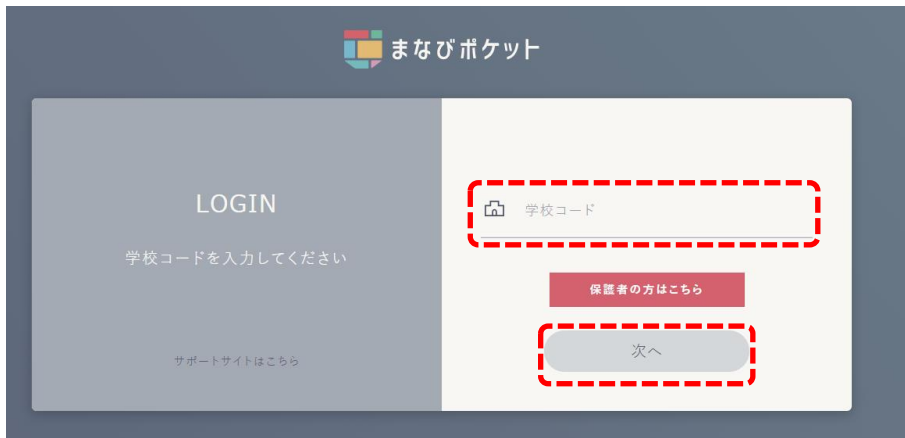 まなびポケット
LOGIN
学校コードを入力してください
サポートサイトはこちら
学校コード
保護者の方はこちら
次へ